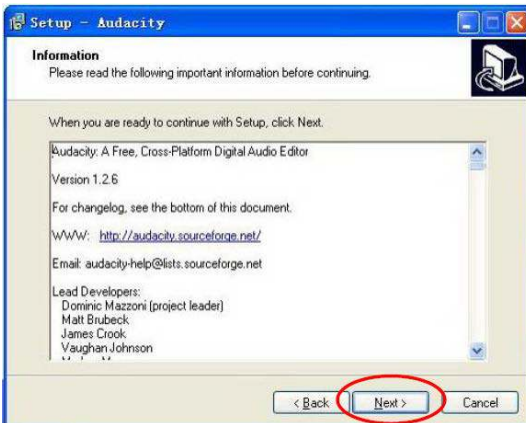 Setup - Audacity
Information
Please read the following important information before continuing.
When you are ready to continue with Setup, click Next.
Audacity: A Free, Cross-Platform Digital Audio Editor
Version 1.2.6
For changelog, see the bottom of this document.
WWW: http://audacity.sourceforge.net/
Email: audacity-help@lists.sourceforge.net
Lead Developers:
Dominic Mazzoni (project leader)
Matt Brubeck
James Crook
Vaughan Johnson
< Back Next > Cancel